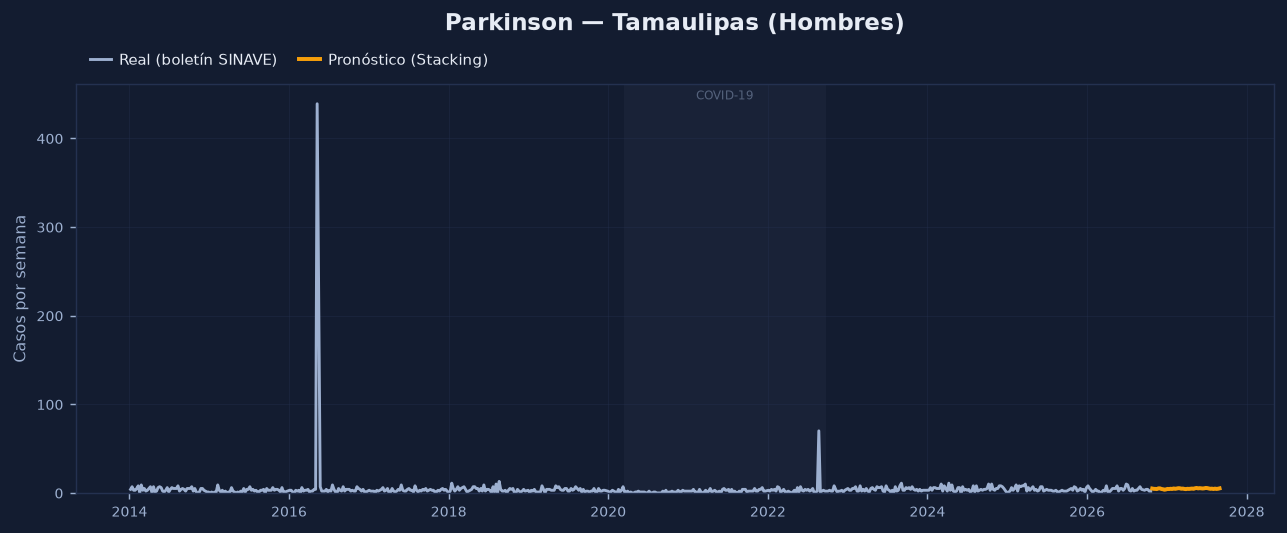 Parkinson — Tamaulipas (Hombres)
Real (boletín SINAVE)
Pronóstico (Stacking)
COVID-19
Casos por semana
400
300
200
100
0
2014
2016
2018
2020
2022
2024
2026
2028